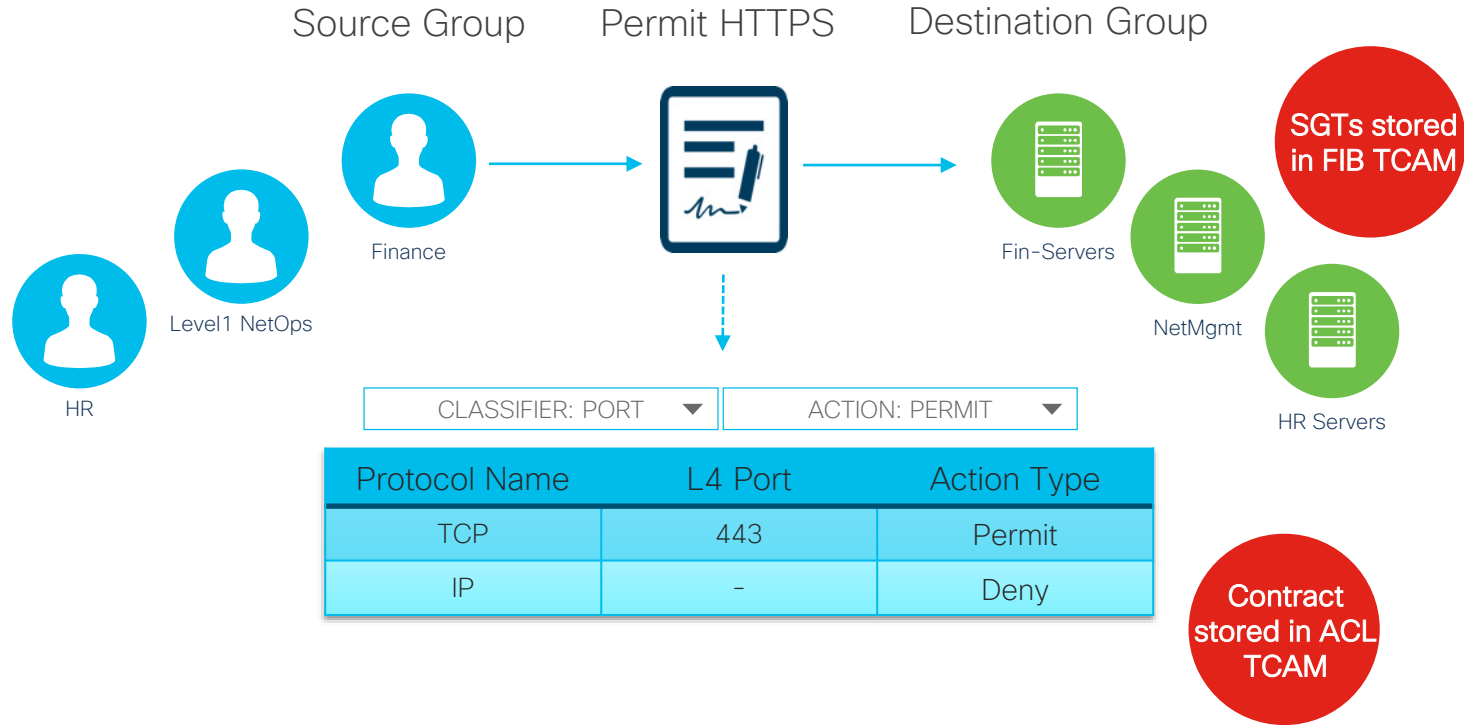 Source Group
Permit HTTPS
Destination Group
SGTs stored
in FIB TCAM
Finance
Fin-Servers
Level1 NetOps
NetMgmt
HR
HR Servers
CLASSIFIER: PORT
ACTION: PERMIT
Protocol Name L4 Port Action Type
TCP 443 Permit
IP - Deny
Contract
stored in ACL
TCAM